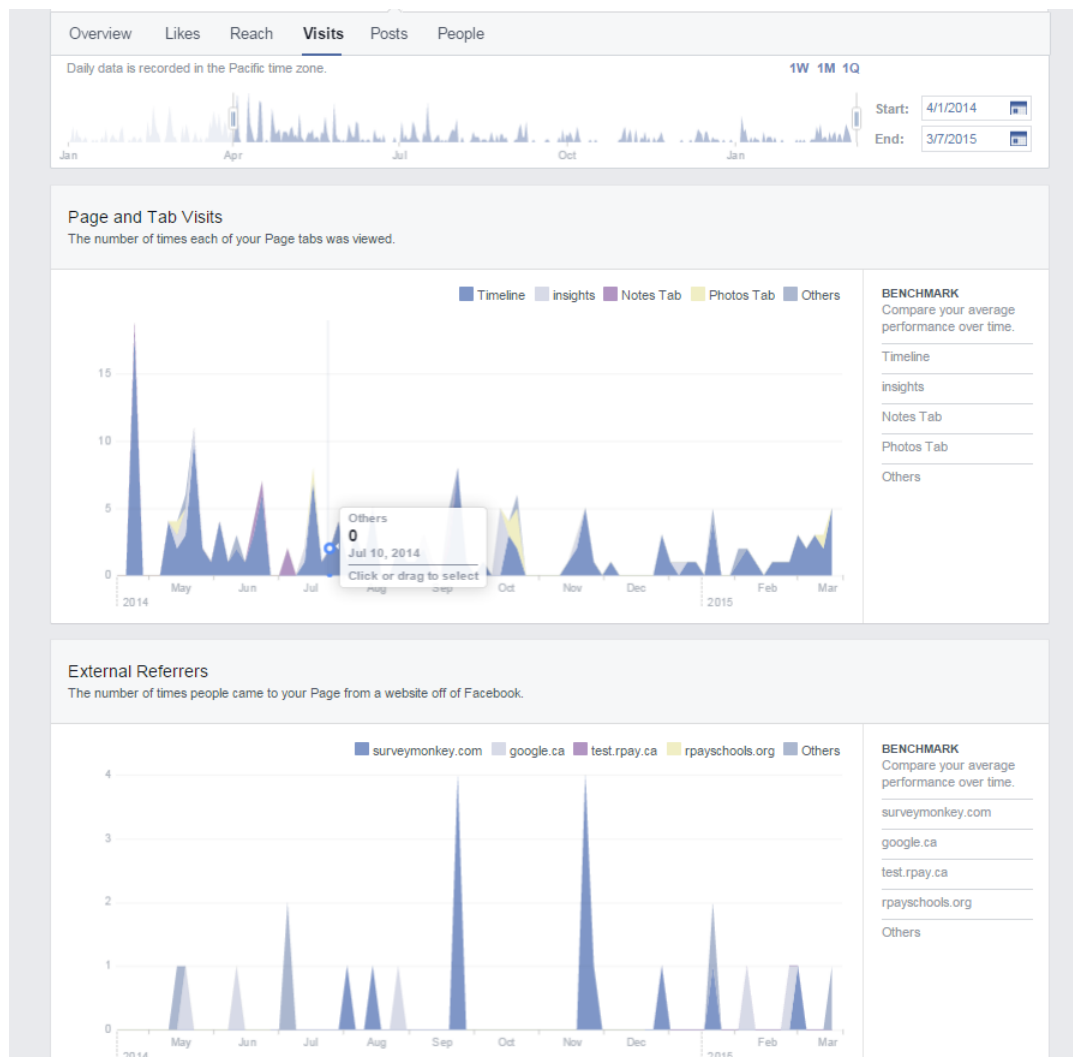 Overview Likes Reach Visits Posts People
Daily data is recorded in the Pacific time zone.
1W 1M 1Q
Jan Apr Jul Oct Jan
Start: 4/1/2014
End: 3/7/2015
Page and Tab Visits
The number of times each of your Page tabs was viewed.
Timeline insights Notes Tab Photos Tab Others
15
10
5
0
May Jun Jul Aug Sep Oct Nov Dec Feb Mar
2014 2015
Others
0
Jul 10, 2014
Click or drag to select
BENCHMARK
Compare your average
performance over time.
Timeline
insights
Notes Tab
Photos Tab
Others
External Referrers
The number of times people came to your Page from a website off of Facebook.
surveymonkey.com google.ca test.rpay.ca rpayschools.org Others
4
3
2
1
0
May Jun Jul Aug Sep Oct Nov Dec Feb Mar
2014 2015
BENCHMARK
Compare your average
performance over time.
surveymonkey.com
google.ca
test.rpay.ca
rpayschools.org
Others